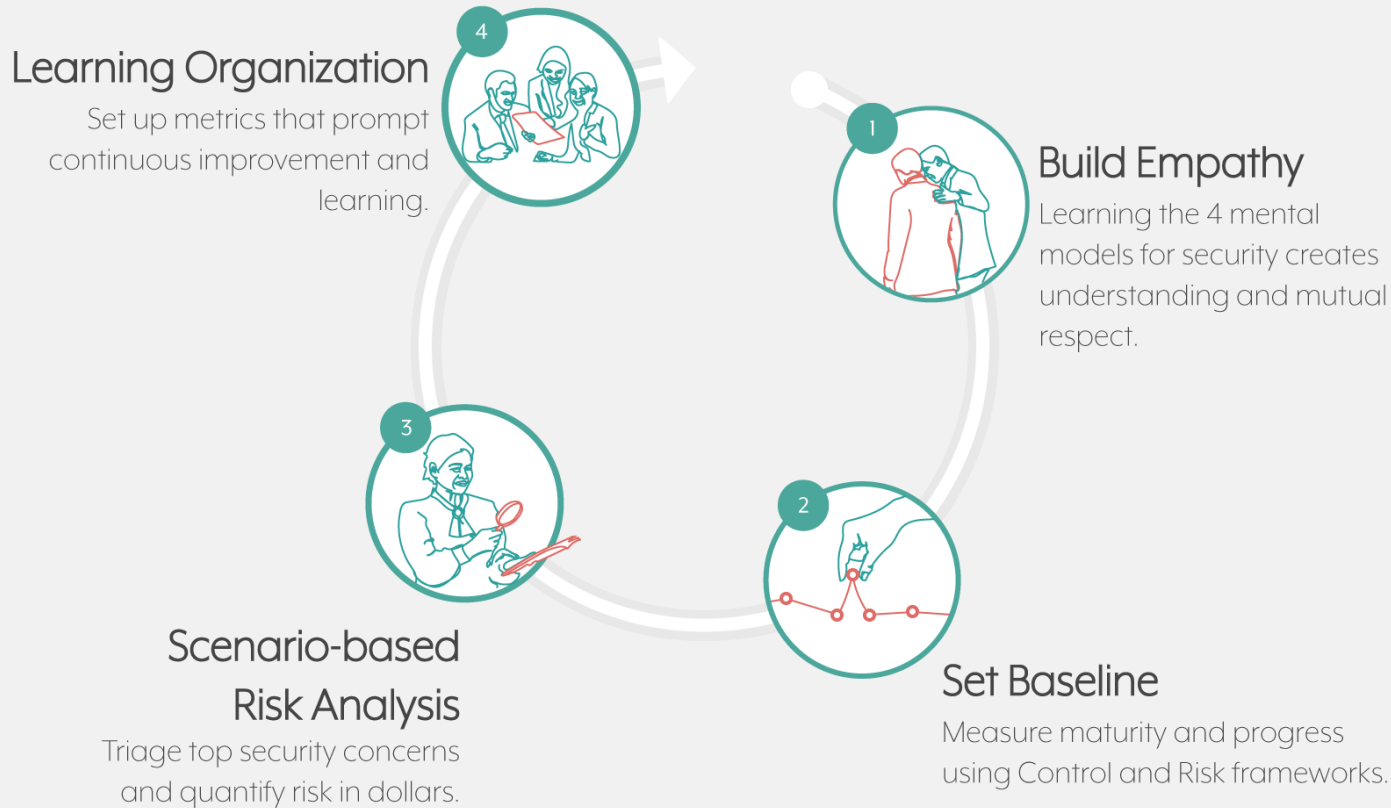 1
Build Empathy
Learning the 4 mental
models for security creates
understanding and mutual
respect.
2
Set Baseline
Measure maturity and progress
using Control and Risk frameworks.
3
Scenario-based
Risk Analysis
Triage top security concerns
and quantify risk in dollars.
4
Learning Organization
Set up metrics that prompt
continuous improvement and
learning.